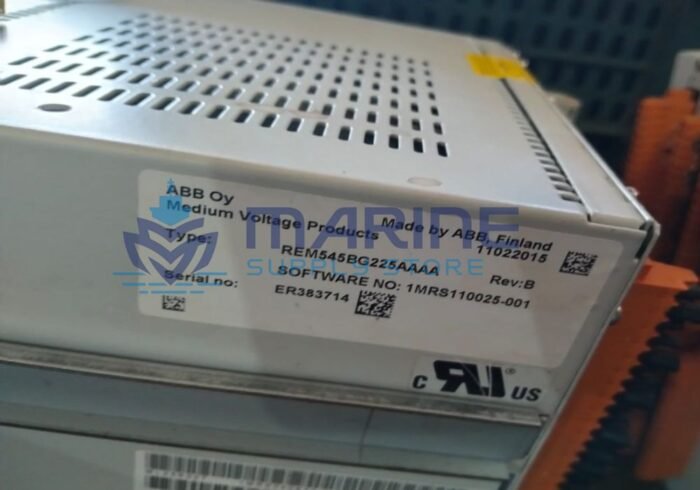 ABB Oy
Medium Voltage Products
Made by ABB, Finland
11022015
Type:
REM545BG225AAAA
Rev:B
SOFTWARE NO: 1MRS110025-001
Serial no:
ER383714
C RU US
MARINE
SUPPLY STORE